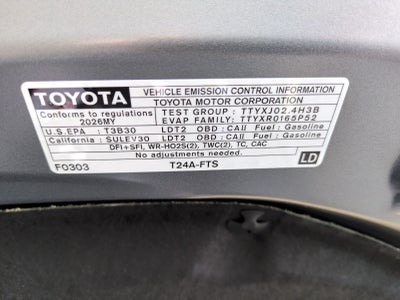 TOYOTA
VEHICLE EMISSION CONTROL INFORMATION
TOYOTA MOTOR CORPORATION
Conforms to regulations
2026MY
TEST GROUP : TTYXJ02.4H3B
EVAP FAMILY: TTYXR0165P52
U.S.EPA : T3B30 LDT2 OBD : CAII Fuel : Gasoline
California : SULEV30 LDT2 OBD : CAII Fuel : Gasoline
DFI+SFI, WR-HO2S(2), TWC(2), TC, CAC
No adjustments needed.
F0303
T24A-FTS
LD